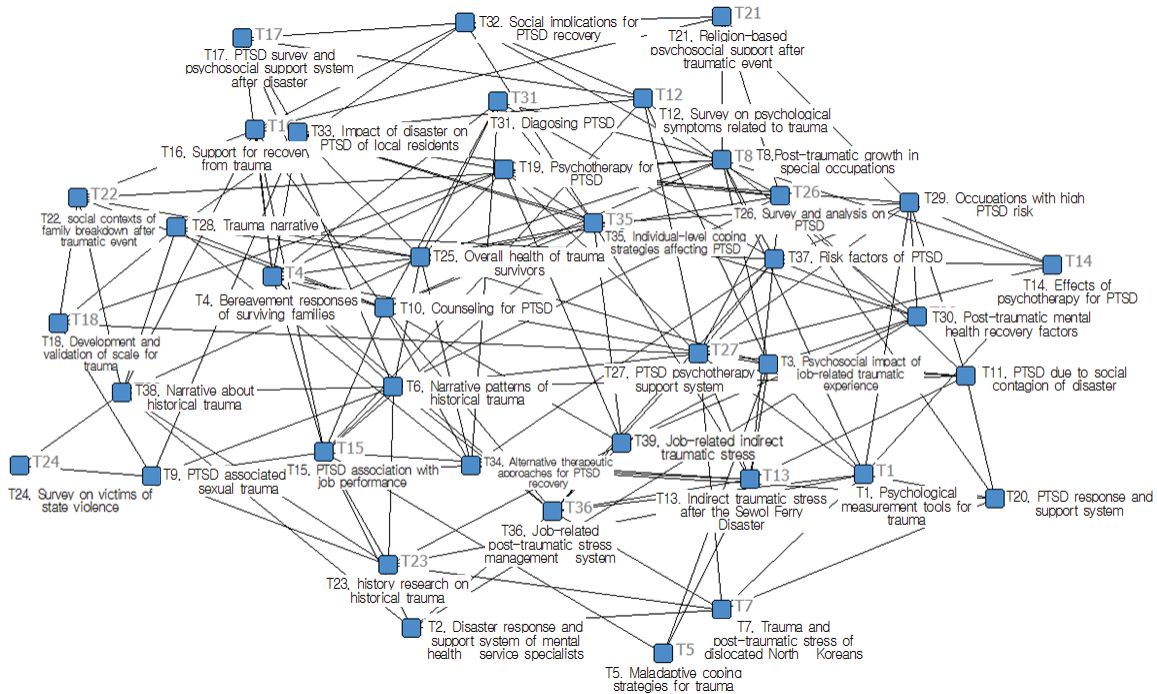 T17
T17. PTSD survey and
psychosocial support system
after disaster
T32. Social implications for
PTSD recovery
T21
T21. Religion-based
psychosocial support after
traumatic event
T31
T31. Diagosing PTSD
T12
T12. Survey on psychological
symptoms related to trauma
T16
T16. Support for recovery
from trauma
T33. Impact of disaster on
PTSD of local residents
T19. Psychotherapy for
PTSD
T8
T8.Post-traumatic growth in
special occupations
T22
T22. social contexts of
family breakdown after
traumatic event
T28. Trauma narrative
T35
T35. Individual-level coping
strategies affecting PTSD
T26
T26. Survey and analysis on
PTSD
T29. Occupations with high
PTSD risk
T4
T4. Bereavement responses
of surviving families
T25. Overall health of trauma
survivors
T37. Risk factors of PTSD
T14
T14. Effects of
psychotherapy for PTSD
T18
T18. Development and
validation of scale for
trauma
T10. Counseling for PTSD
T30. Post-traumatic mental
health recovery factors
T27
T27. PTSD psychotherapy
support system
T3. Psychosocial impact of
job-related traumatic
experience
T11. PTSD due to social
contagion of disaster
T38. Narrative about
historical trauma
T6. Narrative patterns of
historical trauma
T39. Job-related indirect
traumatic stress
T24
T24. Survey on victims of
state violence
T9. PTSD associated
sexual trauma
T15
T15. PTSD association with
job performance
T34. Alternative therapeutic
approaches for PTSD
recovery
T13
T13. Indirect traumatic stress
after the Sewol Ferry
Disaster
T1
T1. Psychological
measurement tools for
trauma
T20. PTSD response and
support system
T36
T36. Job-related
post-traumatic stress
management system
T23
T23. history research on
historical trauma
T2. Disaster response and
support system of mental
health service specialists
T7
T7. Trauma and
post-traumatic stress of
dislocated North Koreans
T5
T5. Maladaptive coping
strategies for trauma